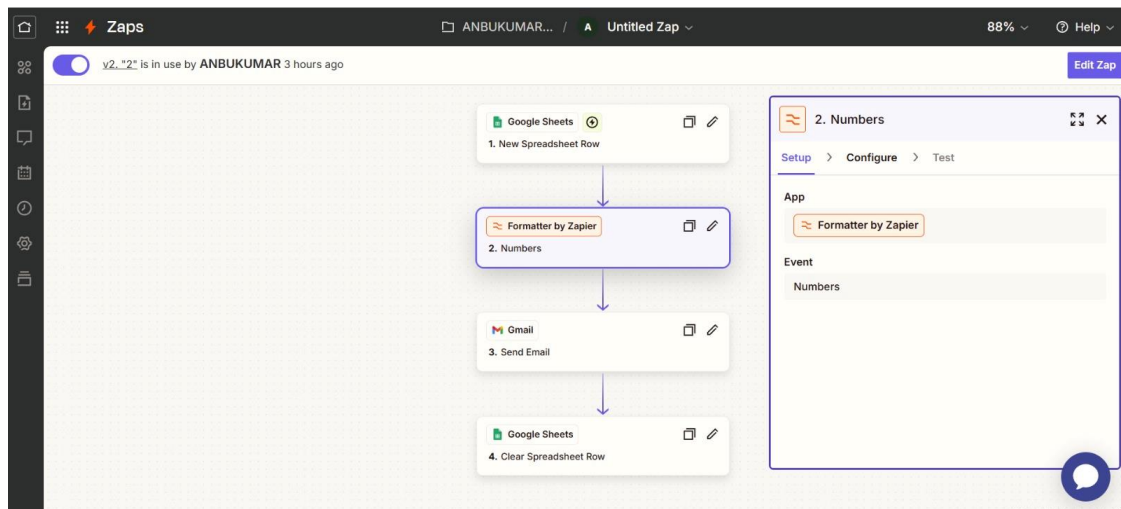 Zaps
ANBUKUMAR... / A Untitled Zap
88%
Help
v2. "2" is in use by ANBUKUMAR 3 hours ago
Edit Zap
Google Sheets
1. New Spreadsheet Row
Formatter by Zapier
2. Numbers
Gmail
3. Send Email
Google Sheets
4. Clear Spreadsheet Row
2. Numbers
Setup > Configure > Test
App
Formatter by Zapier
Event
Numbers